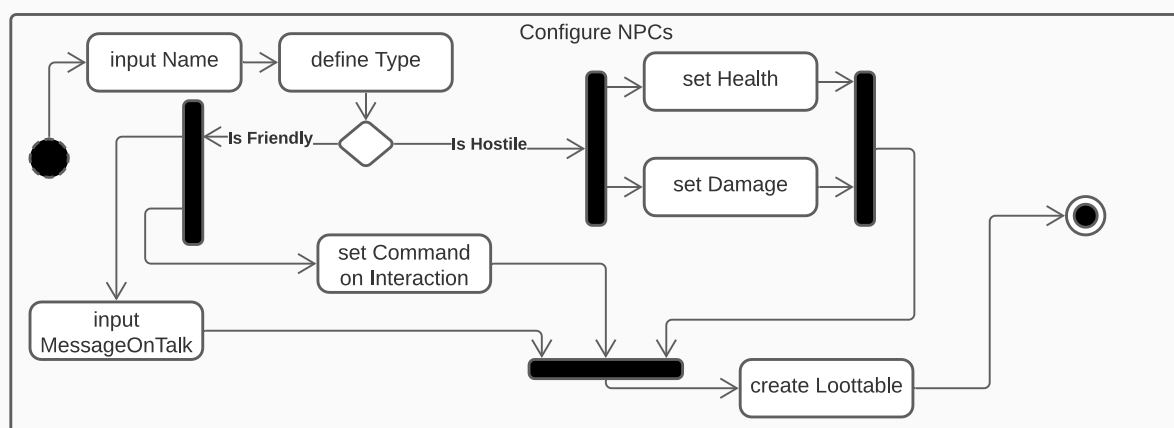 Configure NPCs
input Name
define Type
set Health
Is Friendly
Is Hostile
set Damage
set Command
on Interaction
input
MessageOnTalk
create Loottable